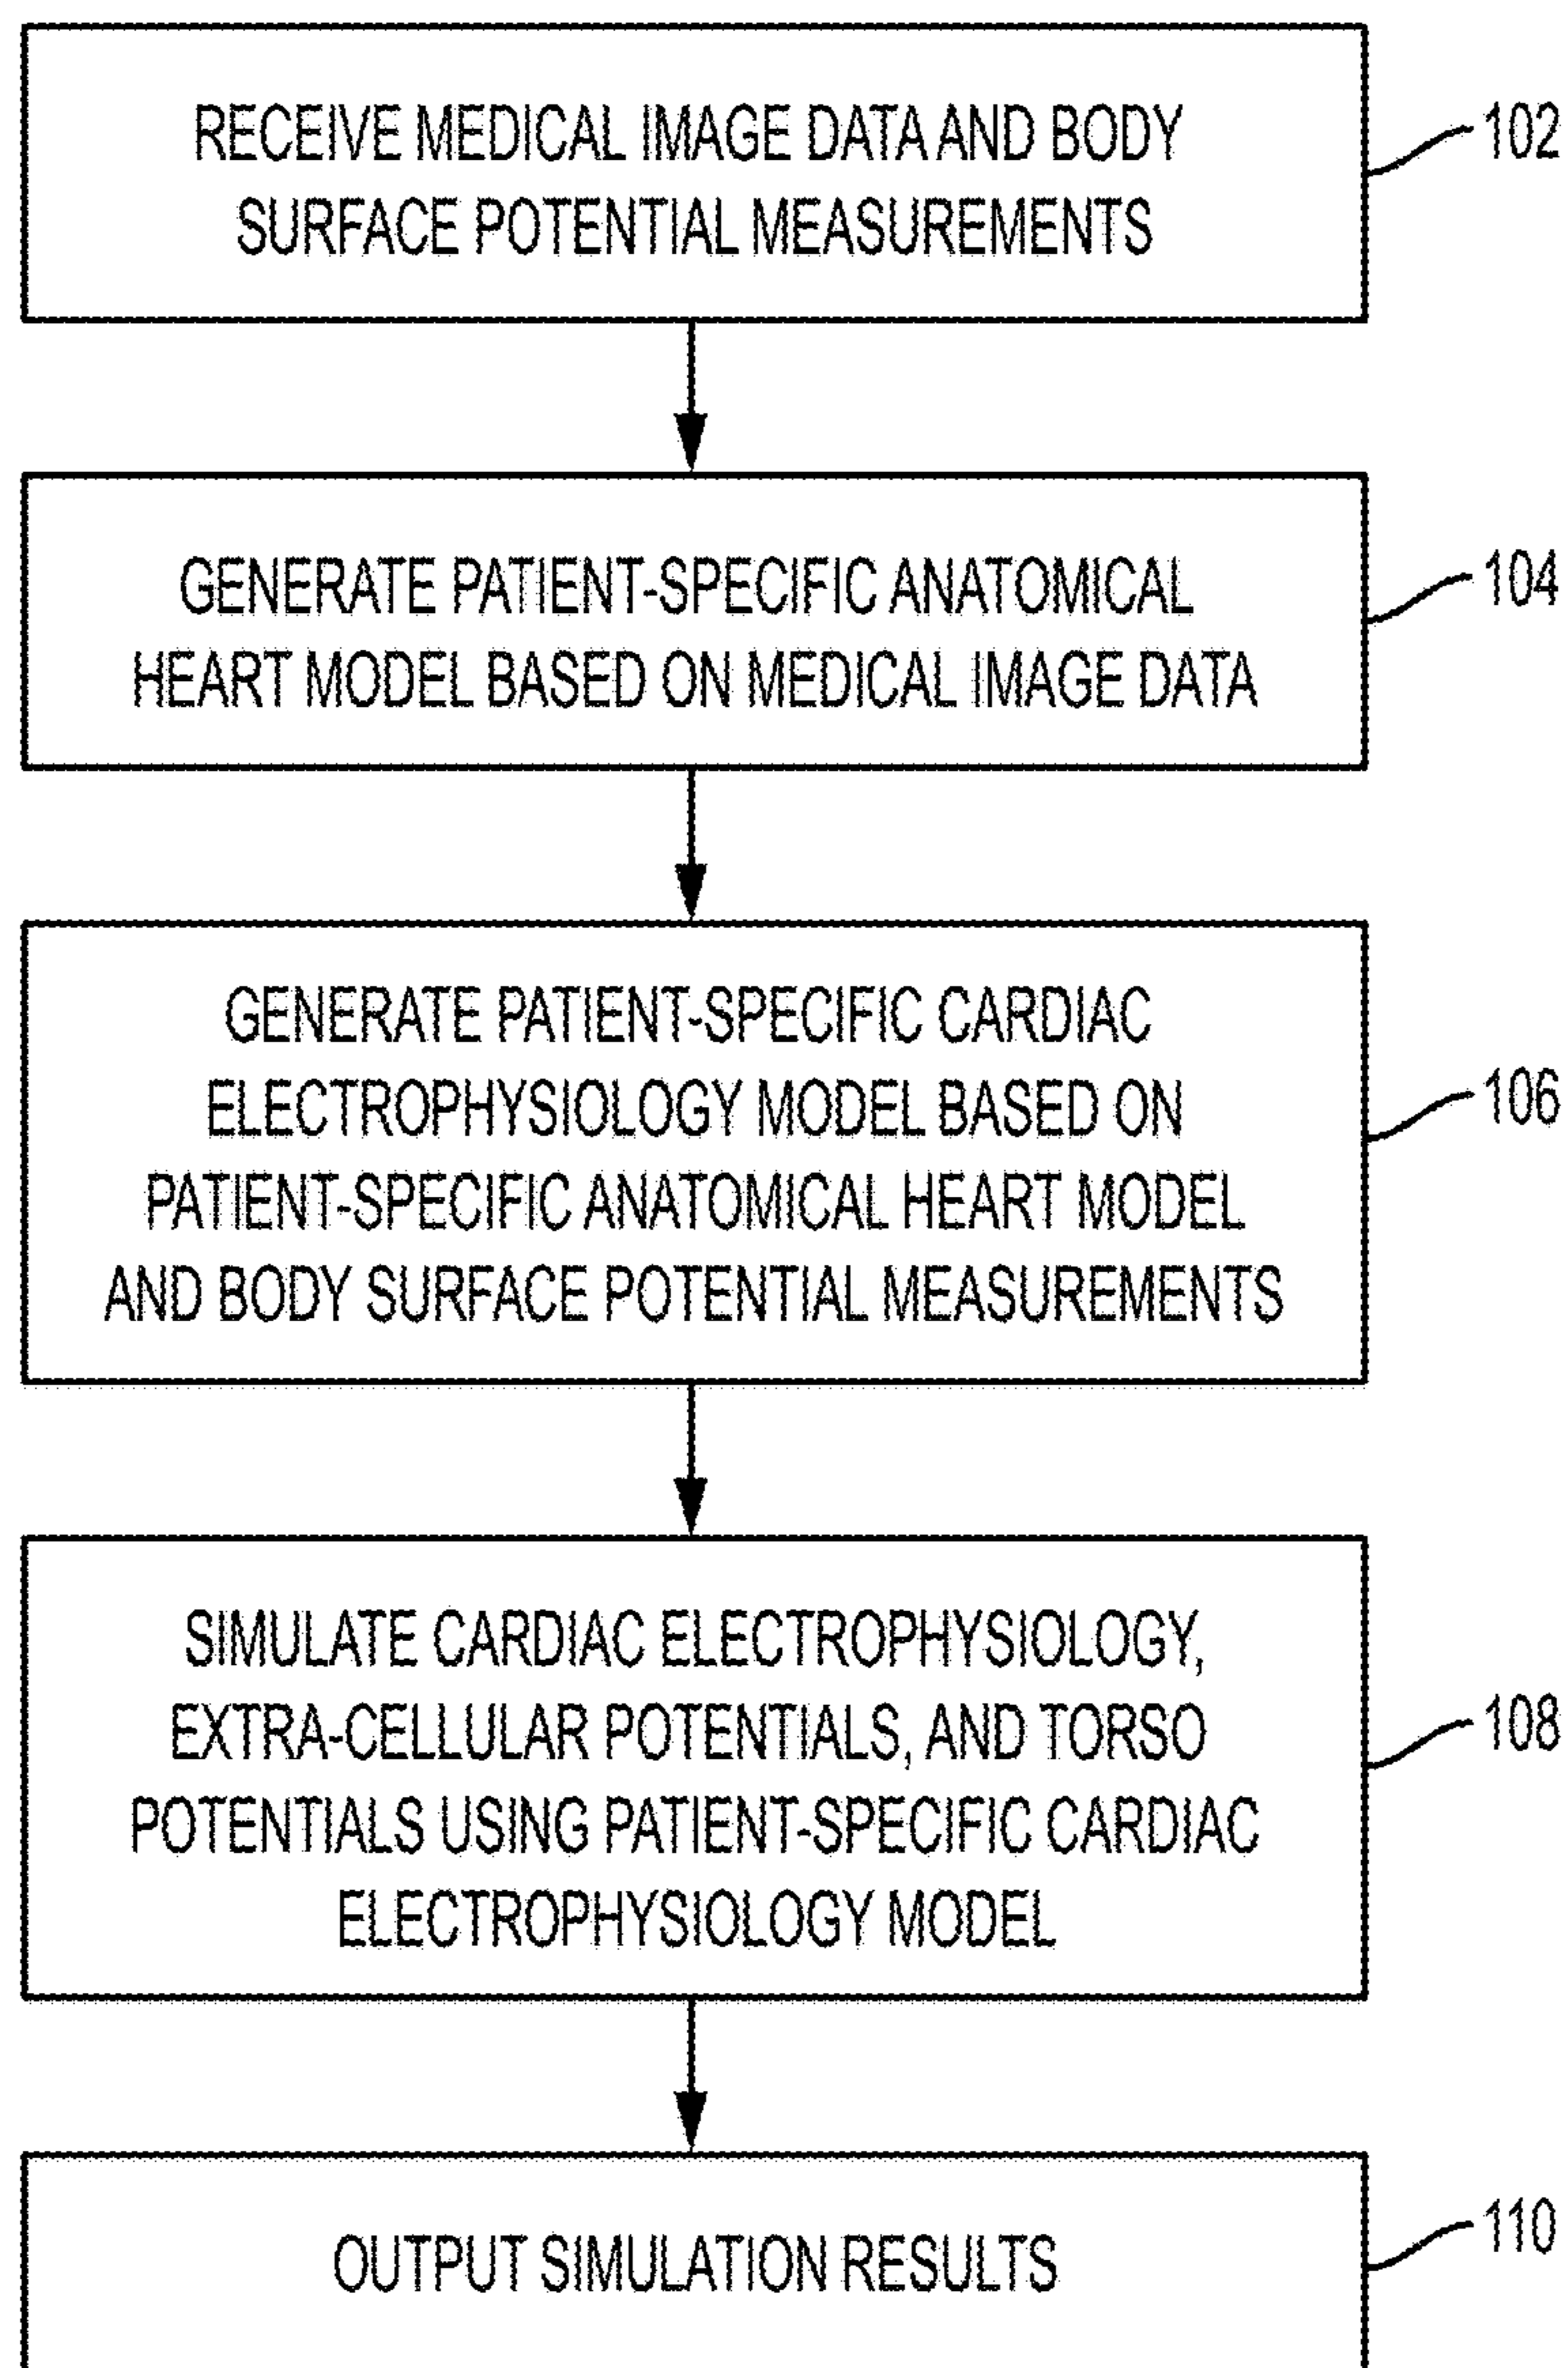 RECEIVE MEDICAL IMAGE DATA AND BODY
SURFACE POTENTIAL MEASUREMENTS
102
GENERATE PATIENT-SPECIFIC ANATOMICAL
HEART MODEL BASED ON MEDICAL IMAGE DATA
104
GENERATE PATIENT-SPECIFIC CARDIAC
ELECTROPHYSIOLOGY MODEL BASED ON
PATIENT-SPECIFIC ANATOMICAL HEART MODEL
AND BODY SURFACE POTENTIAL MEASUREMENTS
106
SIMULATE CARDIAC ELECTROPHYSIOLOGY,
EXTRA-CELLULAR POTENTIALS, AND TORSO
POTENTIALS USING PATIENT-SPECIFIC CARDIAC
ELECTROPHYSIOLOGY MODEL
108
OUTPUT SIMULATION RESULTS
110